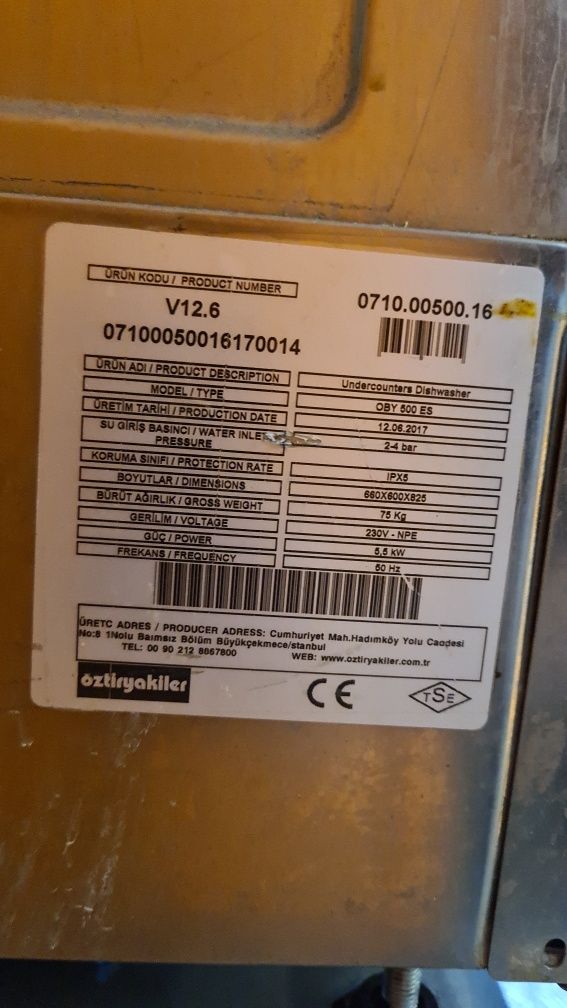 ÜRÜN KODU / PRODUCT NUMBER
V12.6
0710.00500.16
07100050016170014
ÜRÜN ADI / PRODUCT DESCRIPTION Undercounters Dishwasher
MODEL / TYPE OBY 500 ES
ÜRETİM TARİHİ / PRODUCTION DATE 12.06.2017
SU GİRİŞ BASINCI / WATER INLET PRESSURE 2-4 bar
KORUMA SINIFI / PROTECTION RATE IPX5
BOYUTLAR / DIMENSIONS 660X600X825
BÜRÜT AĞIRLIK / GROSS WEIGHT 75 Kg
GERİLİM / VOLTAGE 230V - NPE
GÜÇ / POWER 5,5 kW
FREKANS / FREQUENCY 50 Hz
ÜRETC ADRES / PRODUCER ADDRESS: Cumhuriyet Mah.Hadımköy Yolu Caddesi
No:8 1Nolu Baımsız Bölüm Büyükçekmece/stanbul
TEL: 00 90 212 8867800 WEB: www.oztiryakiler.com.tr
öztiryakiler
CE
TSE